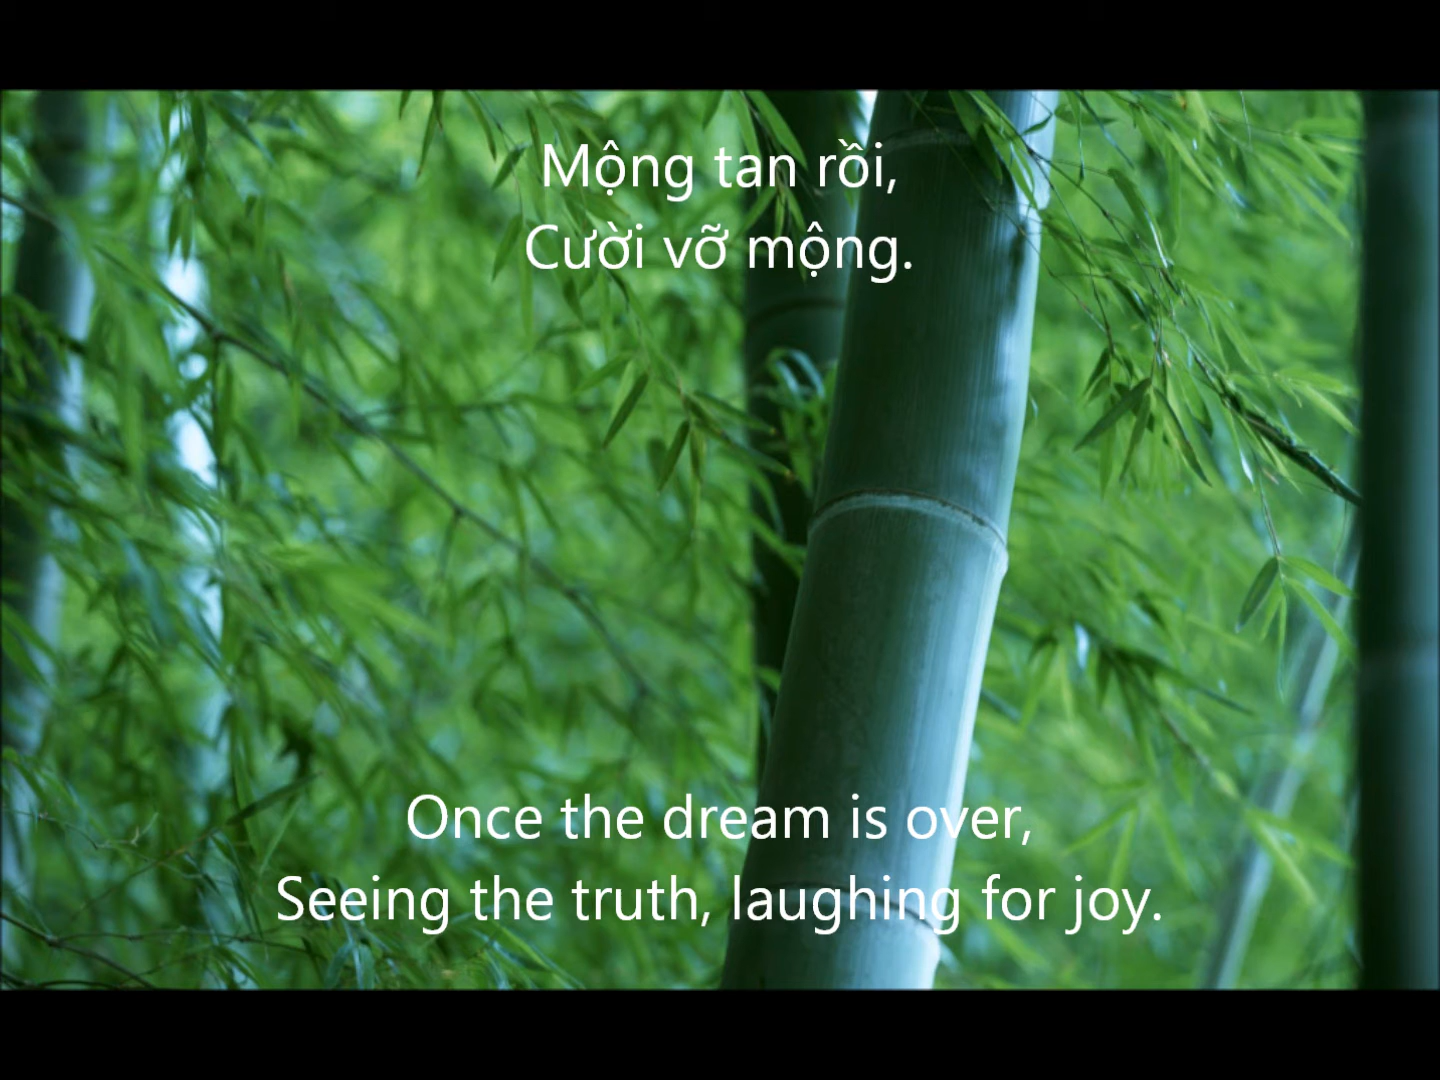 Mộng tan rồi,
Cười vỡ mộng.
Once the dream is over,
Seeing the truth, laughing for joy.